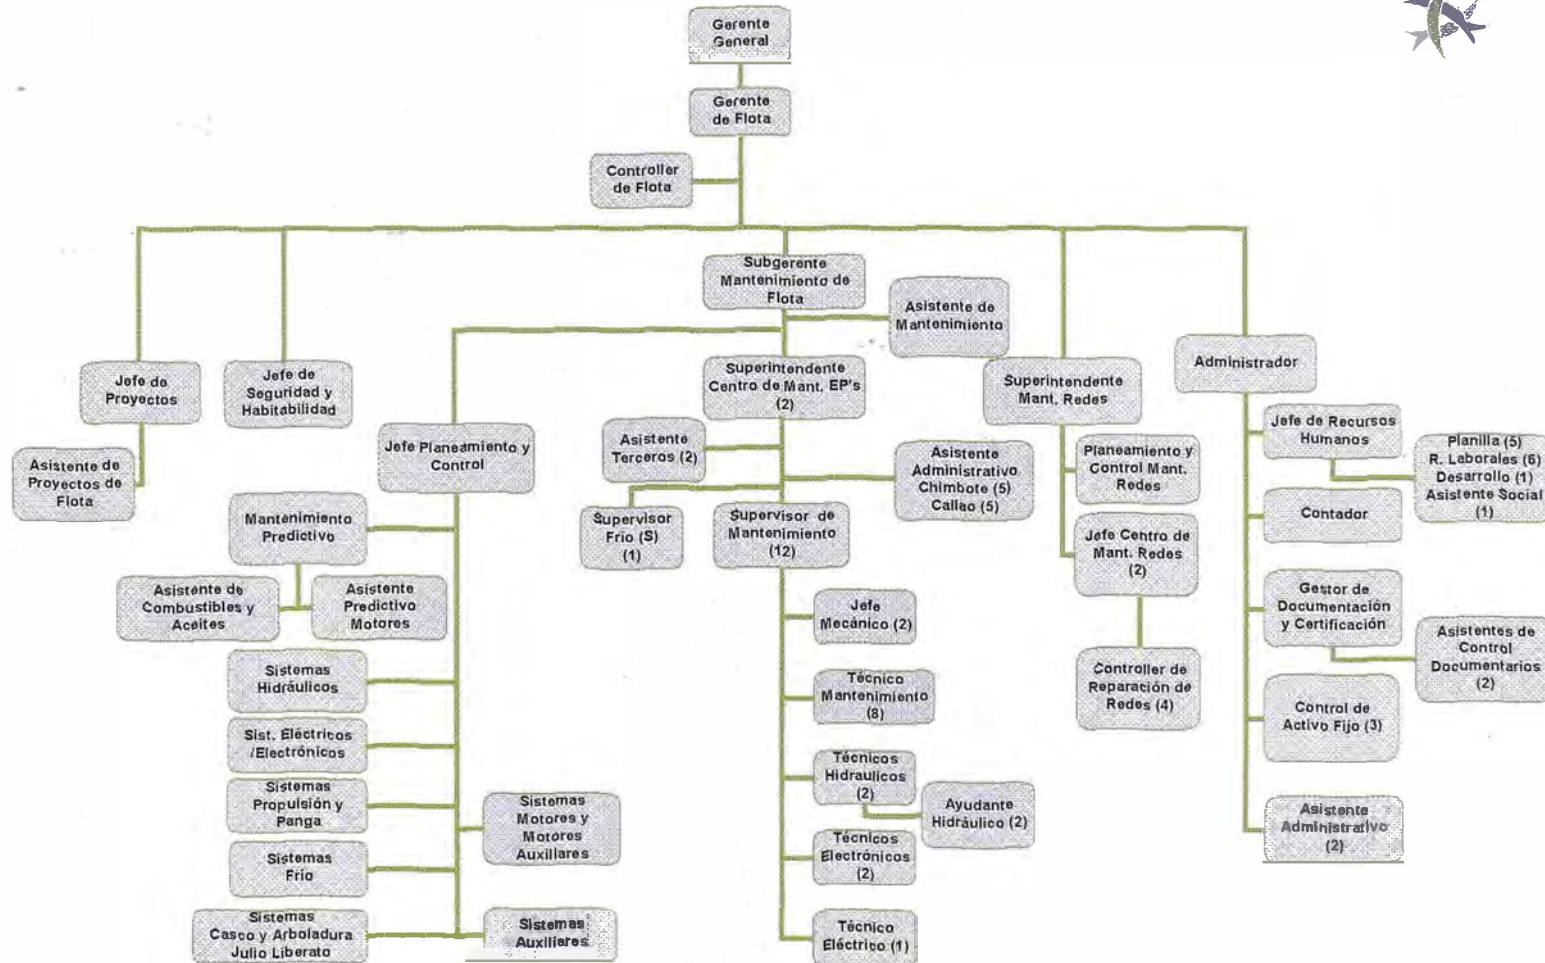 Gerente
General
Gerente
de Flota
Controller
de Flota
Subgerente
Mantenimiento de
Flota
Asistente de
Mantenimiento
Jefe de
Proyectos
Asistente de
Proyectos de
Flota
Jefe de
Seguridad y
Habitabilidad
Jefe Planeamiento y
Control
Mantenimiento
Predictivo
Asistente de
Combustibles y
Aceites
Asistente
Predictivo
Motores
Sistemas
Hidráulicos
Sist. Eléctricos
/Electrónicos
Sistemas
Propulsión y
Panga
Sistemas
Frio
Sistemas
Casco y Arboladura
Julio Liberato
Sistemas
Motores y
Motores
Auxiliares
Sistemas
Auxiliares
Superintendente
Centro de Mant. EP's
(2)
Asistente
Terceros (2)
Asistente
Administrativo
Chimbote (5)
Callao (5)
Supervisor
Frio (S)
(1)
Supervisor de
Mantenimiento
(12)
Jefe
Mecánico (2)
Técnico
Mantenimiento
(8)
Técnicos
Hidraulicos
(2)
Ayudante
Hidráulico (2)
Técnicos
Electrónicos
(2)
Técnico
Eléctrico (1)
Superintendente
Mant. Redes
Planeamiento y
Control Mant.
Redes
Jefe Centro de
Mant. Redes
(2)
Controller de
Reparación de
Redes (4)
Administrador
Jefe de Recursos
Humanos
Planilla (5)
R. Laborales (6)
Desarrollo (1)
Asistente Social
(1)
Contador
Gestor de
Documentación
y Certificación
Asistentes de
Control
Documentarios
(2)
Control de
Activo Fijo (3)
Asistente
Administrativo
(2)